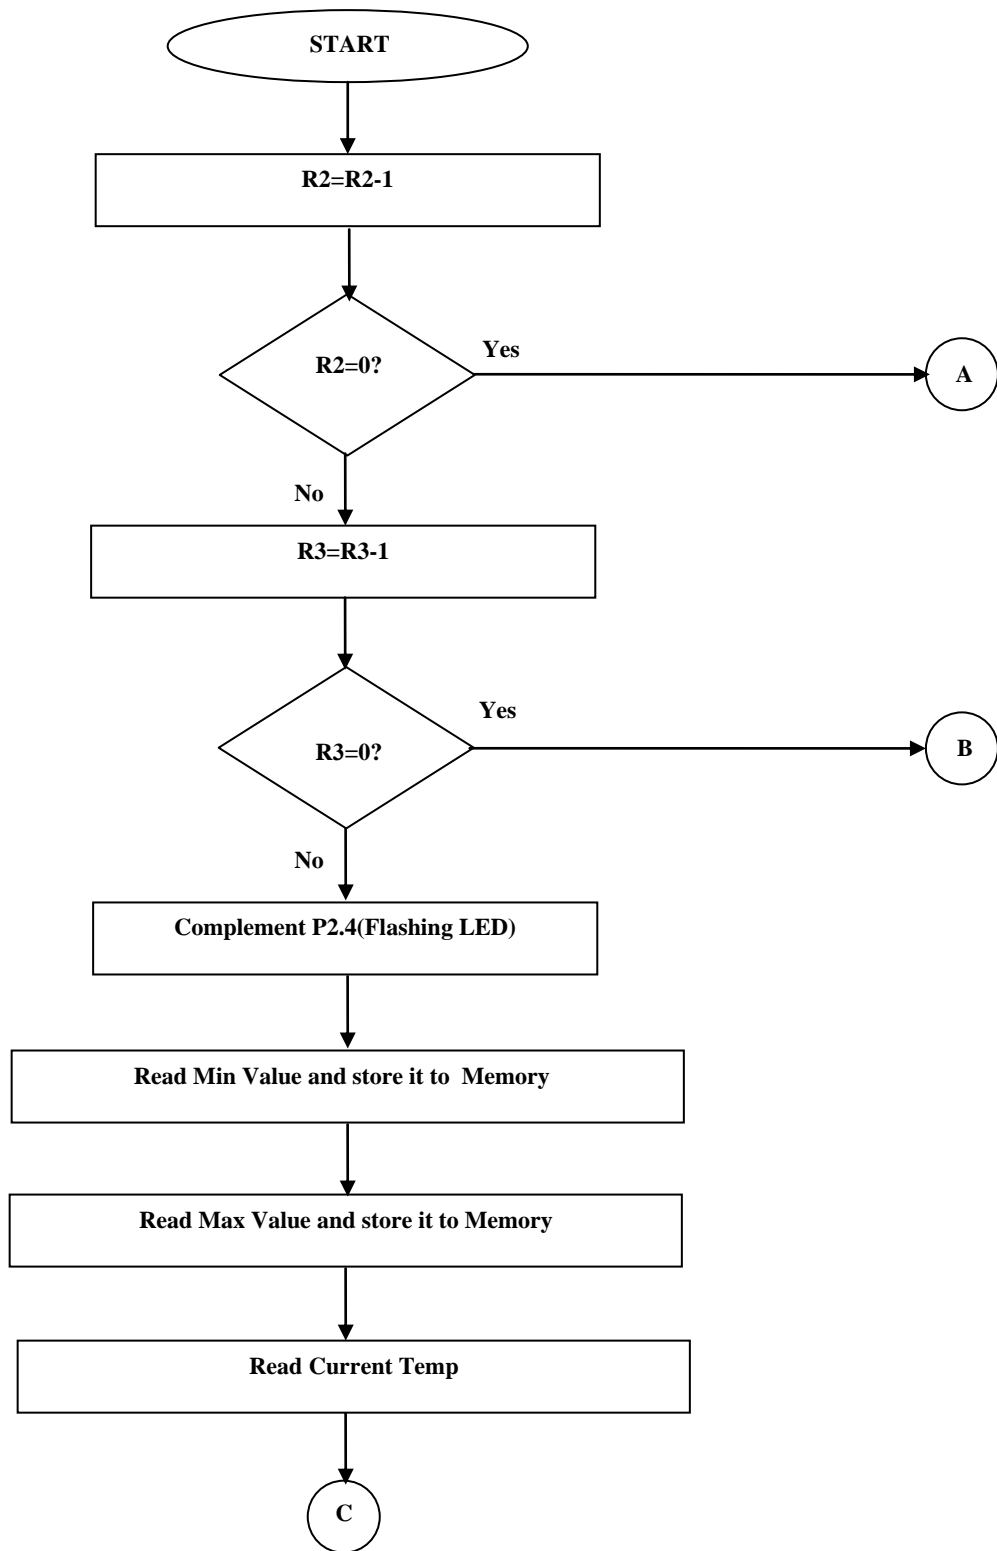 START
R2=R2-1
R2=0?
Yes
A
No
R3=R3-1
Yes
R3=0?
B
No
Complement P2.4(Flashing LED)
Read Min Value and store it to  Memory
Read Max Value and store it to Memory
Read Current Temp
C